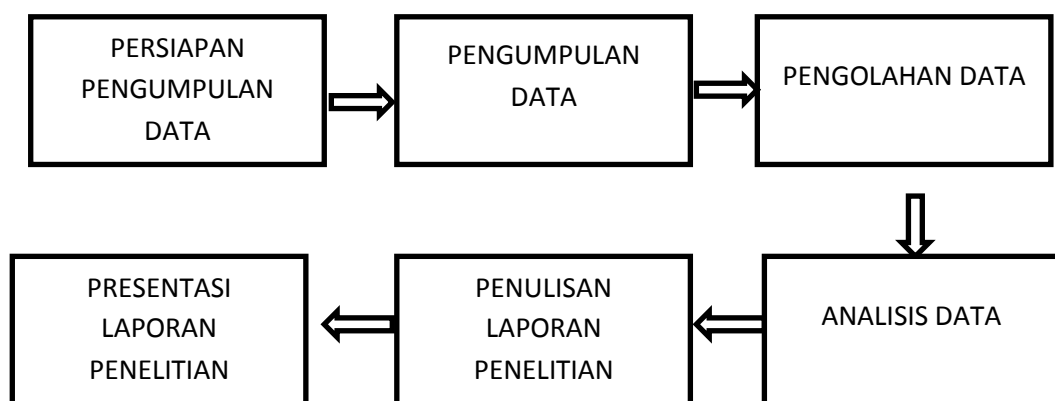 PERSIAPAN
PENGUMPULAN
DATA
PENGUMPULAN
DATA
PENGOLAHAN DATA
ANALISIS DATA
PENULISAN
LAPORAN
PENELITIAN
PRESENTASI
LAPORAN
PENELITIAN